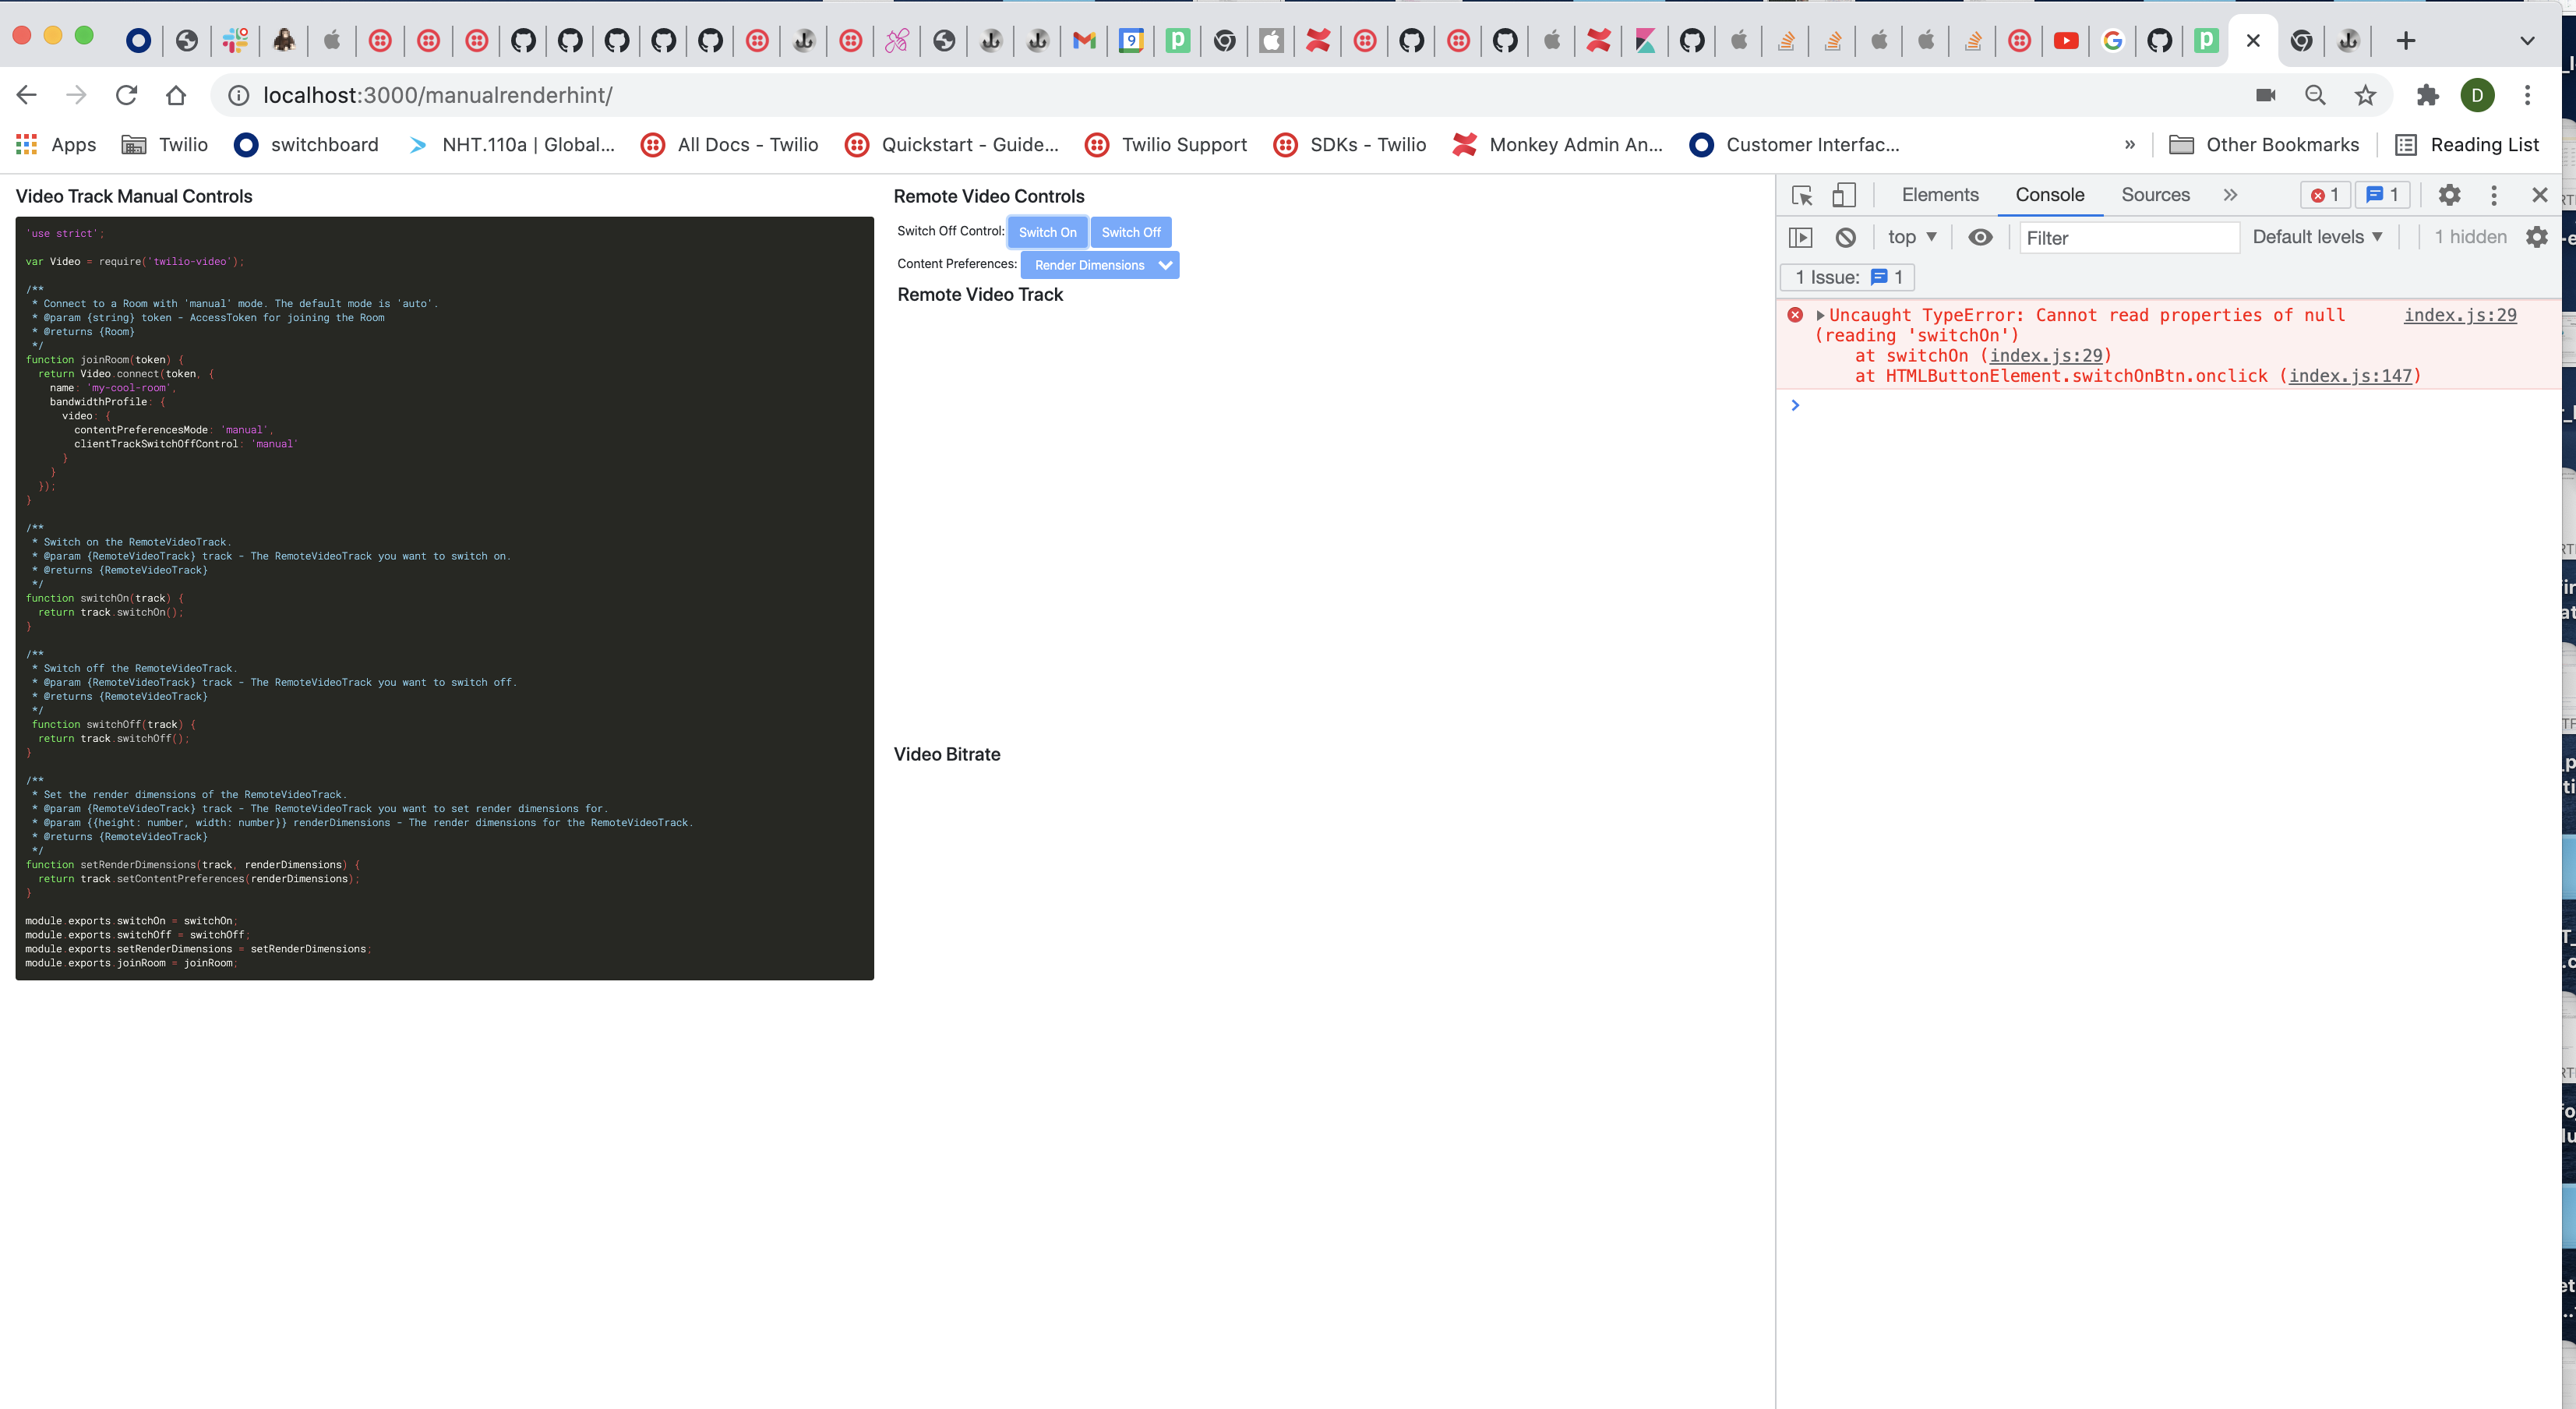 localhost:3000/manualrenderhint/
D
Apps
Twilio
switchboard
NHT.110a | Global...
All Docs - Twilio
Quickstart - Guide...
Twilio Support
SDKs - Twilio
Monkey Admin An...
Customer Interfac...
»
Other Bookmarks
Reading List
Video Track Manual Controls
'use strict';
var Video = require('twilio-video');
/**
* Connect to a Room with 'manual' mode. The default mode is 'auto'.
* @param {string} token - AccessToken for joining the Room
* @returns {Room}
*/
function joinRoom(token) {
return Video.connect(token, {
name: 'my-cool-room',
bandwidthProfile: {
video: {
contentPreferencesMode: 'manual',
clientTrackSwitchOffControl: 'manual'
}
}
});
}
/**
* Switch on the RemoteVideoTrack.
* @param {RemoteVideoTrack} track - The RemoteVideoTrack you want to switch on.
* @returns {RemoteVideoTrack}
*/
function switchOn(track) {
return track.switchOn();
}
/**
* Switch off the RemoteVideoTrack.
* @param {RemoteVideoTrack} track - The RemoteVideoTrack you want to switch off.
* @returns {RemoteVideoTrack}
*/
function switchOff(track) {
return track.switchOff();
}
/**
* Set the render dimensions of the RemoteVideoTrack.
* @param {RemoteVideoTrack} track - The RemoteVideoTrack you want to set render dimensions for.
* @param {{height: number, width: number}} renderDimensions - The render dimensions for the RemoteVideoTrack.
* @returns {RemoteVideoTrack}
*/
function setRenderDimensions(track, renderDimensions) {
return track.setContentPreferences(renderDimensions);
}
module.exports.switchOn = switchOn;
module.exports.switchOff = switchOff;
module.exports.setRenderDimensions = setRenderDimensions;
module.exports.joinRoom = joinRoom;
Remote Video Controls
Switch Off Control: Switch On Switch Off
Content Preferences: Render Dimensions
Remote Video Track
Video Bitrate
Elements Console Sources 1 1
top Filter Default levels 1 hidden
1 Issue: 1
Uncaught TypeError: Cannot read properties of null index.js:29
(reading 'switchOn')
at switchOn (index.js:29)
at HTMLButtonElement.switchOnBtn.onclick (index.js:147)